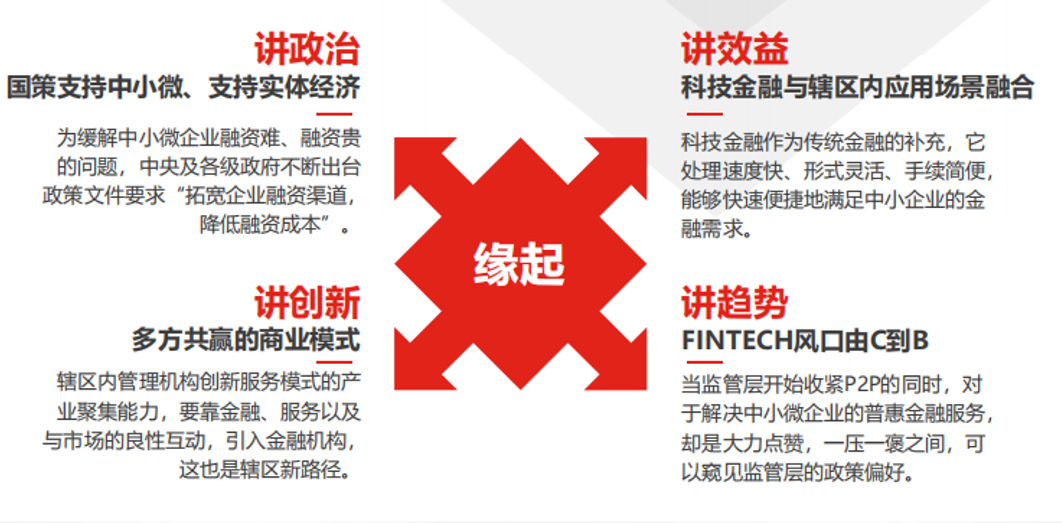 讲政治
国策支持中小微、支持实体经济
为缓解中小微企业融资难、融资贵
的问题，中央及各级政府不断出台
政策文件要求“拓宽企业融资渠道，
降低融资成本”。
讲效益
科技金融与辖区内应用场景融合
科技金融作为传统金融的补充，它
处理速度快、形式灵活、手续简便，
能够快速便捷地满足中小企业的金
融需求。
缘起
讲创新
多方共赢的商业模式
辖区内管理机构创新服务模式的产
业聚集能力，要靠金融、服务以及
与市场的良性互动，引入金融机构，
这也是辖区新路径。
讲趋势
FINTECH风口由C到B
当监管层开始收紧P2P的同时，对
于解决中小微企业的普惠金融服务，
却是大力点赞，一压一褒之间，可
以窥见监管层的政策偏好。